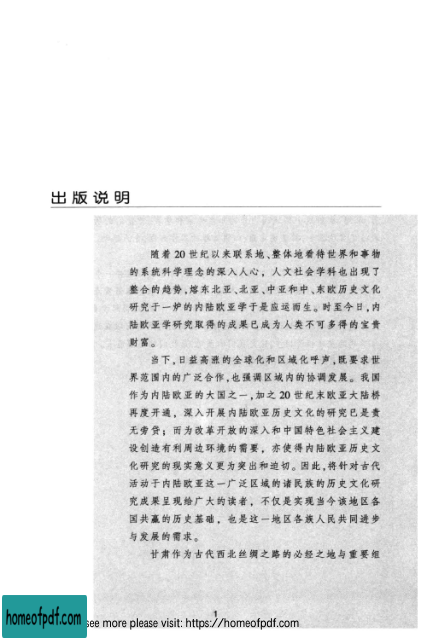 出版说明
随着 20 世纪以来联系地、整体地看待世界和事物
的系统科学理念的深入人心，人文社会学科也出现了
整合的趋势，熔东北亚、北亚、中亚和中、东欧历史文化
研究于一炉的内陆欧亚学于是应运而生。时至今日，内
陆欧亚学研究取得的成果已成为人类不可多得的宝贵
财富。
当下，日益高涨的全球化和区域化呼声，既要求世
界范围内的广泛合作，也强调区域内的协调发展。我国
作为内陆欧亚的大国之一，加之 20 世纪末欧亚大陆桥
再度开通，深入开展内陆欧亚历史文化的研究已是责
无旁贷；而为改革开放的深入和中国特色社会主义建
设创造有利周边环境的需要，亦使得内陆欧亚历史文
化研究的现实意义更为突出和迫切。因此，将针对古代
活动于内陆欧亚这一广泛区域的诸民族的历史文化研
究成果呈现给广大的读者，不仅是实现当今该地区各
国共赢的历史基础，也是这一地区各族人民共同进步
与发展的需求。
甘肃作为古代西北丝绸之路的必经之地与重要组
1
homeofpdf.com
see more please visit: https://homeofpdf.com